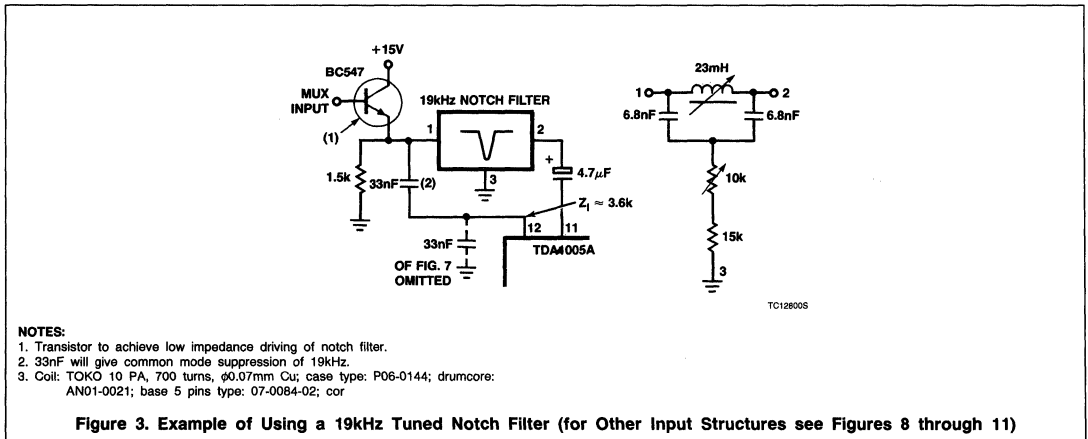 +15V
BC547
MUX
INPUT
(1)
19kHz NOTCH FILTER
1
2
3
1.5k
33nF
(2)
+
4.7μF
Z_I ≈ 3.6k
12
11
33nF
OF FIG. 7
OMITTED
TDA4005A
23mH
1
2
6.8nF
6.8nF
10k
15k
3
TC12800S
NOTES:
1. Transistor to achieve low impedance driving of notch filter.
2. 33nF will give common mode suppression of 19kHz.
3. Coil: TOKO 10 PA, 700 turns, φ0.07mm Cu; case type: P06-0144; drumcore:
AN01-0021; base 5 pins type: 07-0084-02; cor
Figure 3. Example of Using a 19kHz Tuned Notch Filter (for Other Input Structures see Figures 8 through 11)